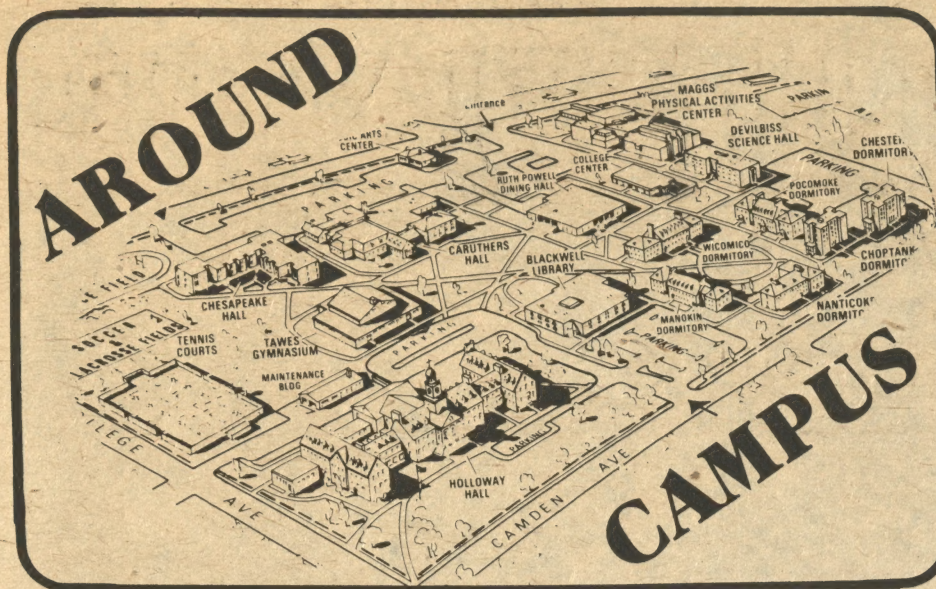 AROUND
CAMPUS
MAGGS
PHYSICAL ACTIVITIES
CENTER
DEVILBISS
SCIENCE HALL
COLLEGE
CENTER
RUTH POWELL
DINING HALL
ARTS
CENTER
PARKING
PARKING
POCOMOKE
DORMITORY
CARUTHERS
HALL
BLACKWELL
LIBRARY
WICOMICO
DORMITORY
CHESAPEAKE
HALL
MANOKIN
DORMITORY
PARKING
SOCCER
&
LACROSSE FIELDS
TENNIS
COURTS
TAWES
GYMNASIUM
PARKING
MAINTENANCE
BLDG
PARKING
HOLLOWAY
HALL
AVE
CAMDEN AVE